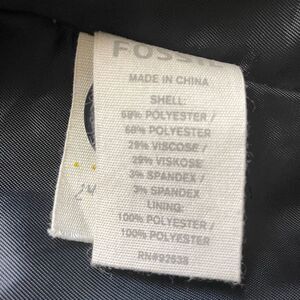 FOSSIL
MADE IN CHINA
SHELL:
68% POLYESTER /
68% POLYESTER
29% VISCOSE /
29% VISKOSE
3% SPANDEX /
3% SPANDEX
LINING:
100% POLYESTER /
100% POLYESTER
RN#92638